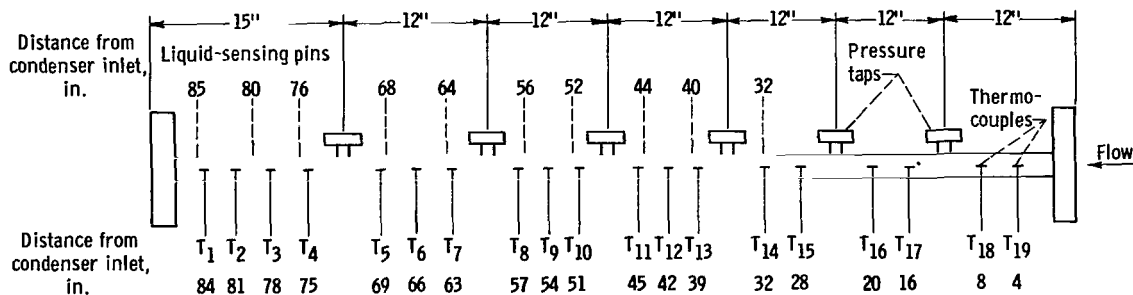 15" 12" 12" 12" 12" 12" 12"
Distance from
condenser inlet,
in.
Liquid-sensing pins
85 80 76 68 64 56 52 44 40 32
Pressure
taps
Thermo-
couples
Flow
Distance from
condenser inlet,
in.
T1 T2 T3 T4 T5 T6 T7 T8 T9 T10 T11 T12 T13 T14 T15 T16 T17 T18 T19
84 81 78 75 69 66 63 57 54 51 45 42 39 32 28 20 16 8 4